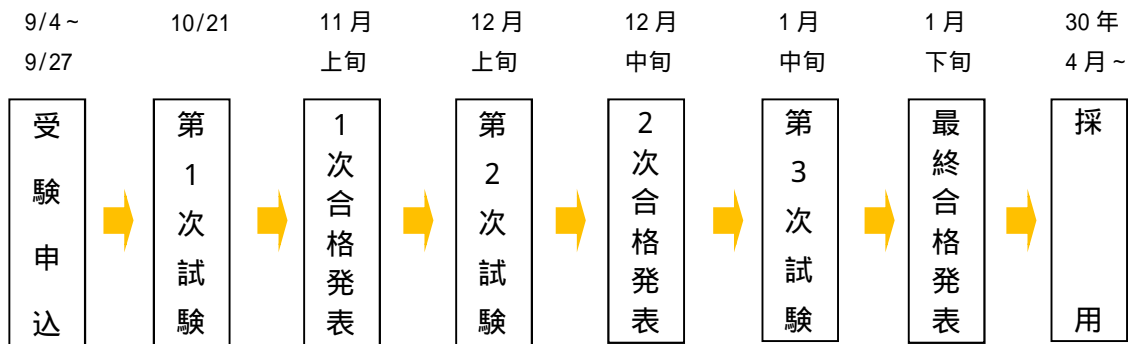 9/4~
9/27
10/21
11月
上旬
12月
上旬
12月
中旬
1月
中旬
1月
下旬
30年
4月~
受験申込
第1次試験
1次合格発表
第2次試験
2次合格発表
第3次試験
最終合格発表
採用